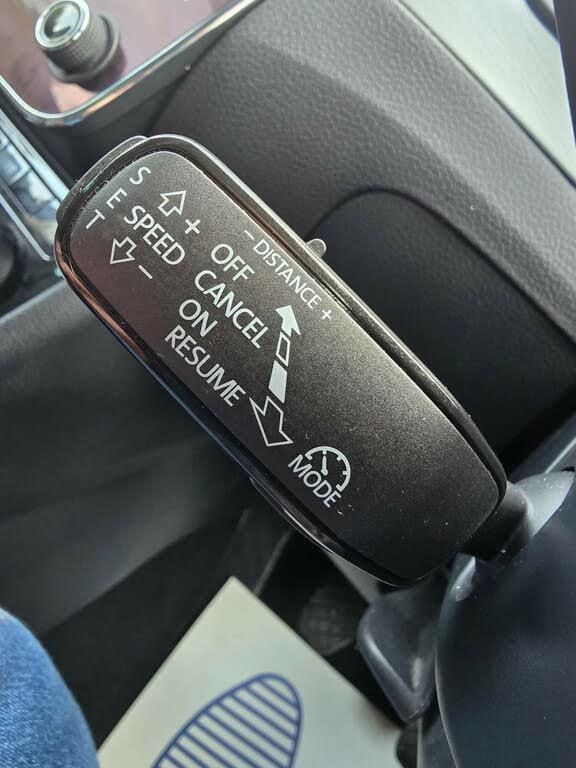 S
E
T
+
SPEED
−
OFF
CANCEL
ON
RESUME
− DISTANCE +
MODE